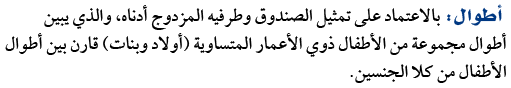 أطوال: بالاعتماد على تمثيل الصندوق وطرفيه المزدوج أدناه، والذي يبين
أطوال مجموعة من الأطفال ذوي الأعمار المتساوية (أولاد وبنات) قارن بين أطوال
الأطفال من كلا الجنسين.